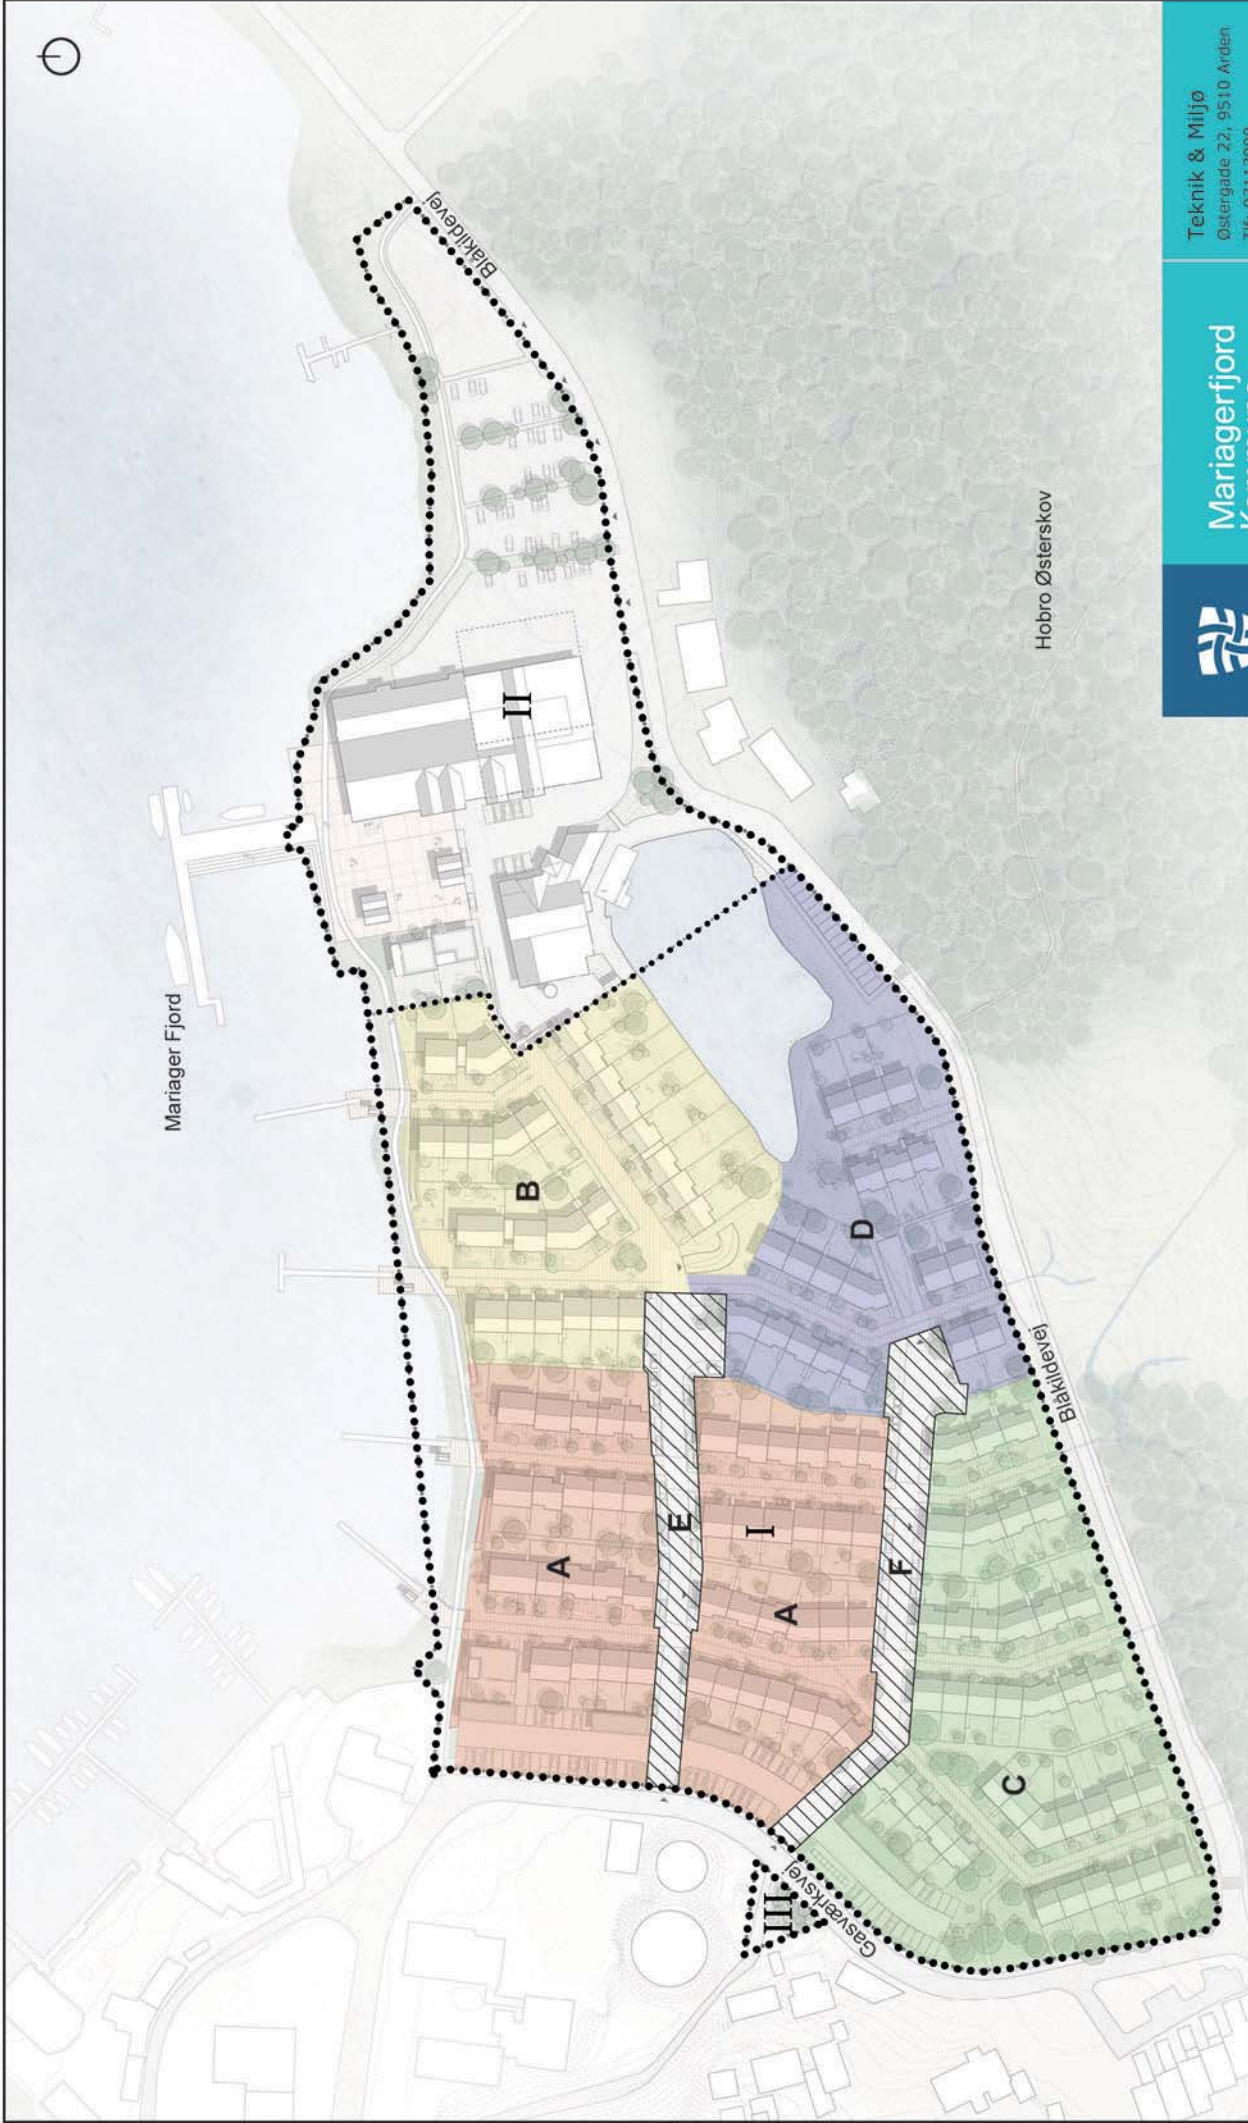 Mariager Fjord
Blåkildevej
II
B
A
E
I
A
III
Gasværksvej
D
F
C
Hobro Østerskov
Blåkildevej
Mariagerfjord
Teknik & Miljø
Østergade 22, 9510 Arden